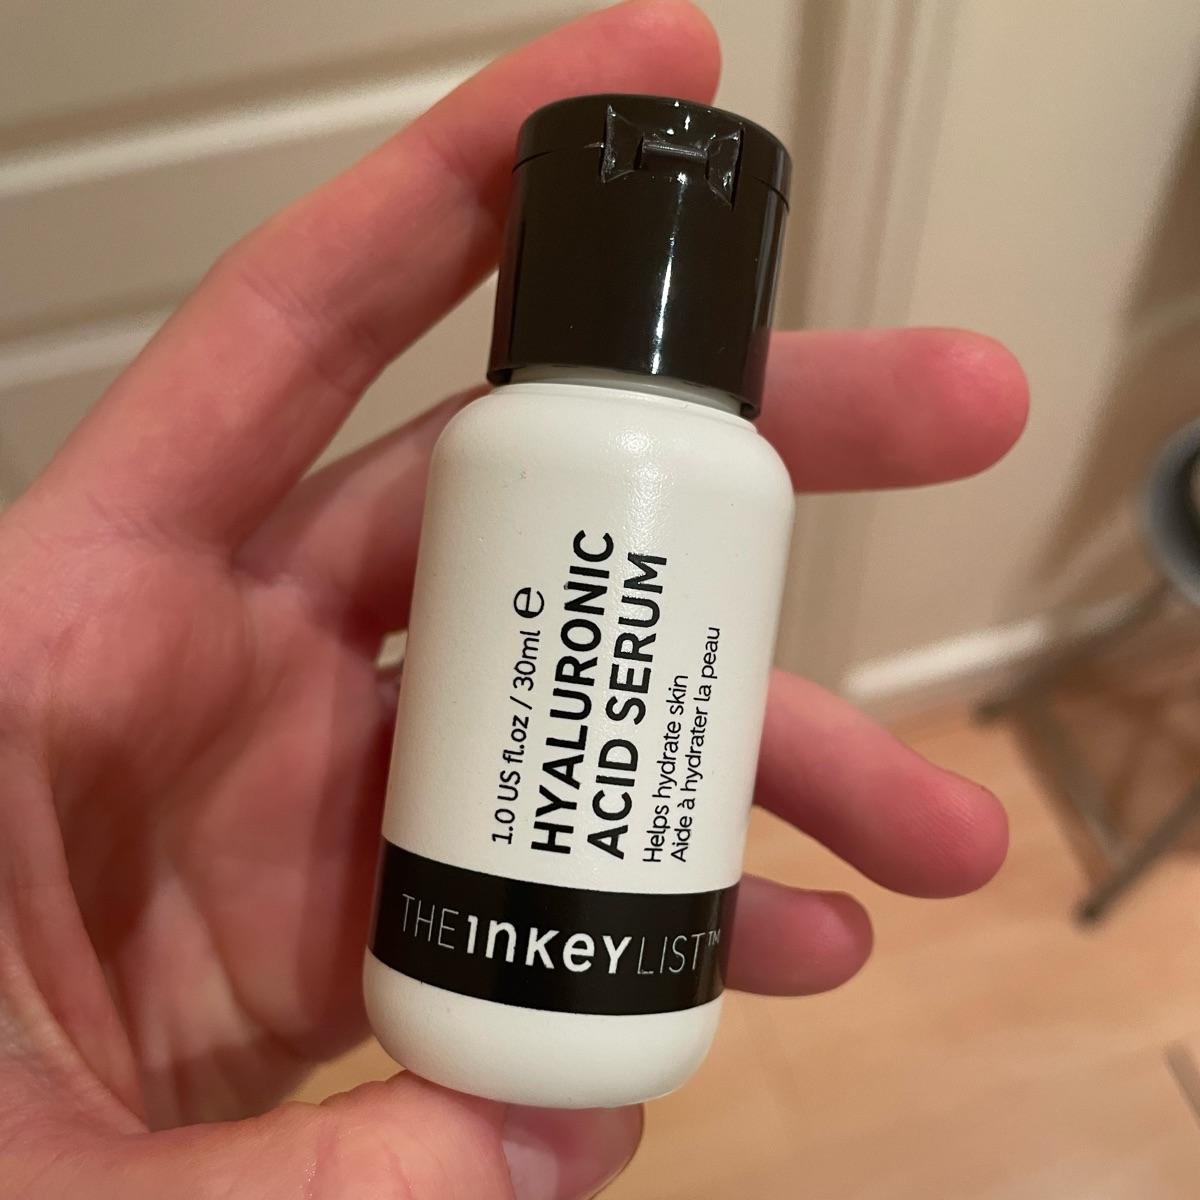 1.0 US fl.oz / 30ml ℮
HYALURONIC
ACID SERUM
Helps hydrate skin
Aide à hydrater la peau
THE INKEY LIST™